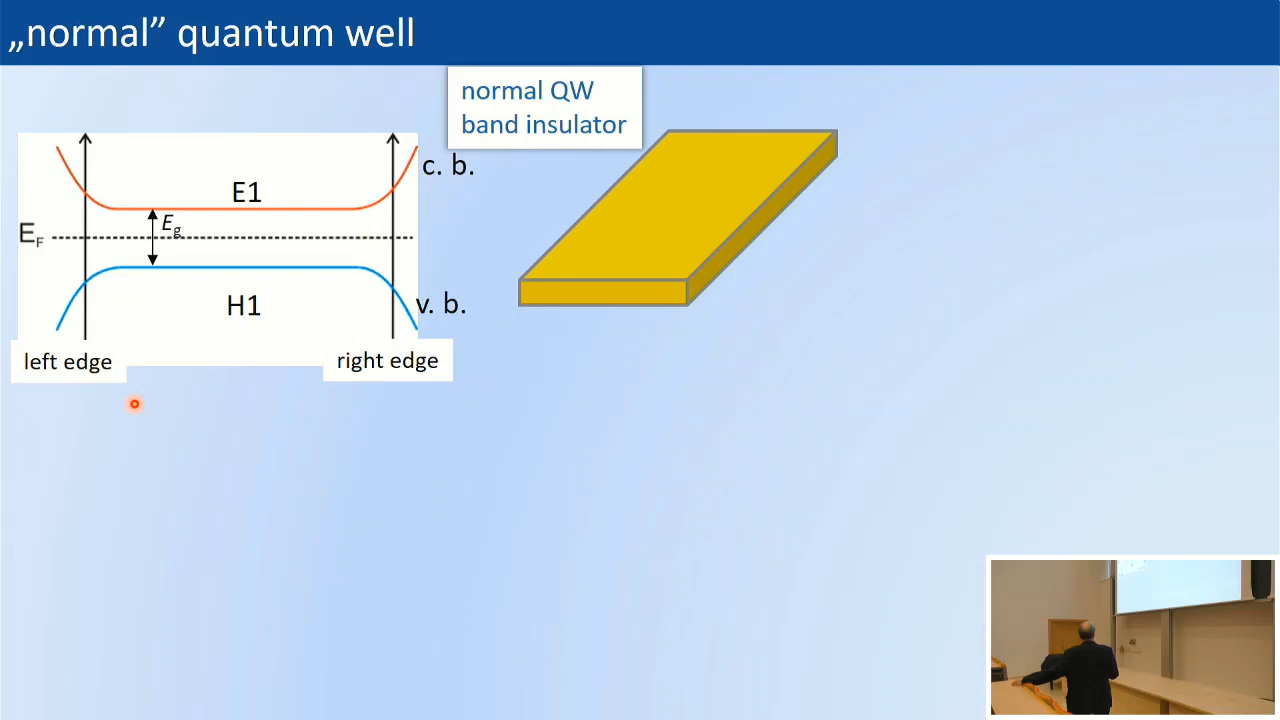 „normal” quantum well
normal QW
band insulator
c. b.
E1
Eg
EF
H1
v. b.
left edge
right edge